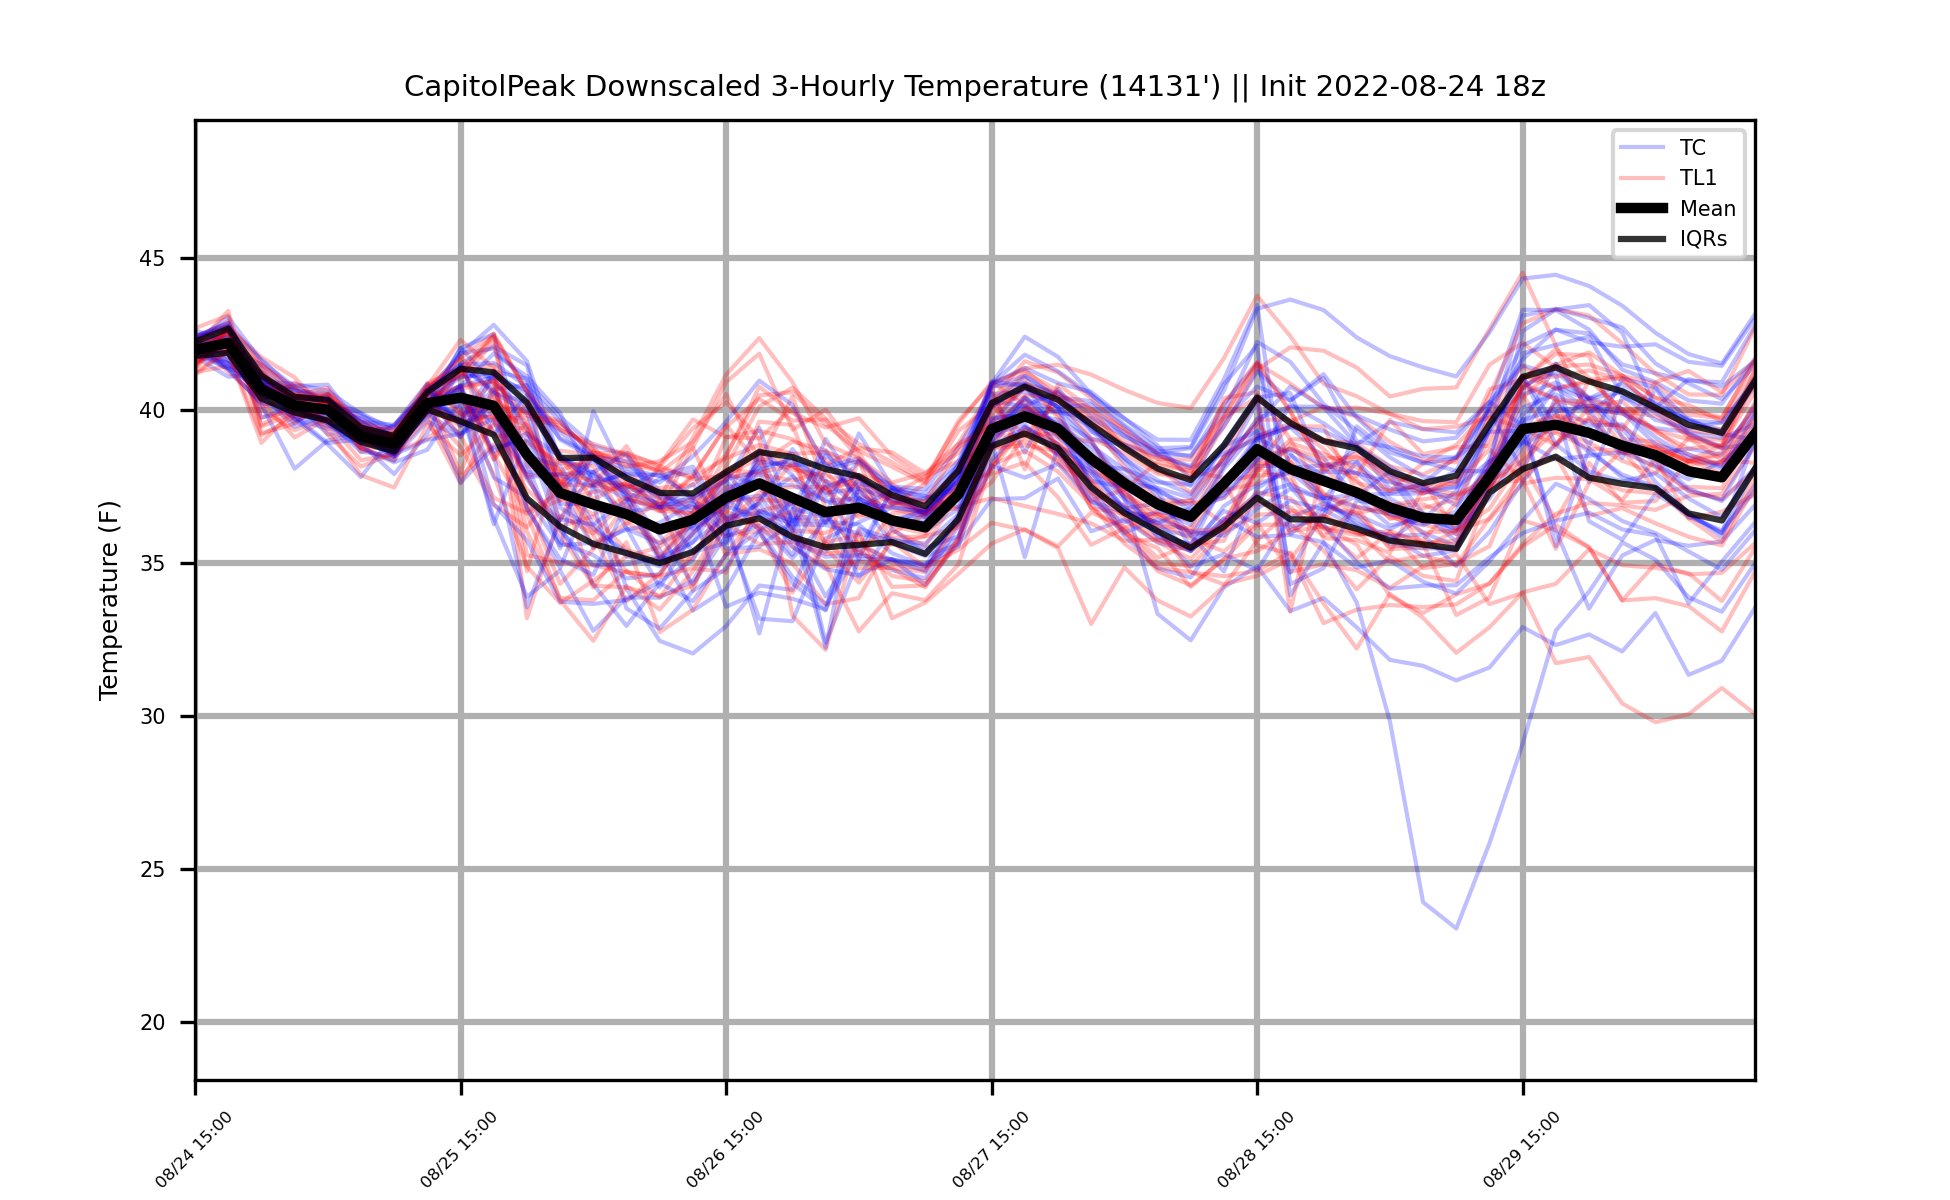 CapitolPeak Downscaled 3-Hourly Temperature (14131') || Init 2022-08-24 18z
TC
TL1
Mean
IQRs
Temperature (F)
45
40
35
30
25
20
08/24 15:00
08/25 15:00
08/26 15:00
08/27 15:00
08/28 15:00
08/29 15:00